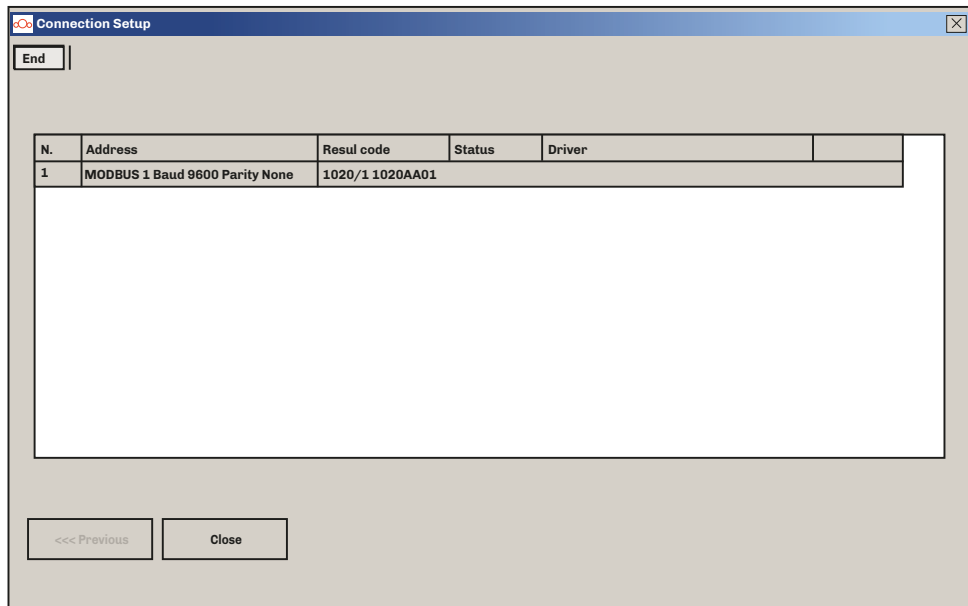 Connection Setup
End
N. Address Resul code Status Driver
1 MODBUS 1 Baud 9600 Parity None 1020/1 1020AA01
<<< Previous Close